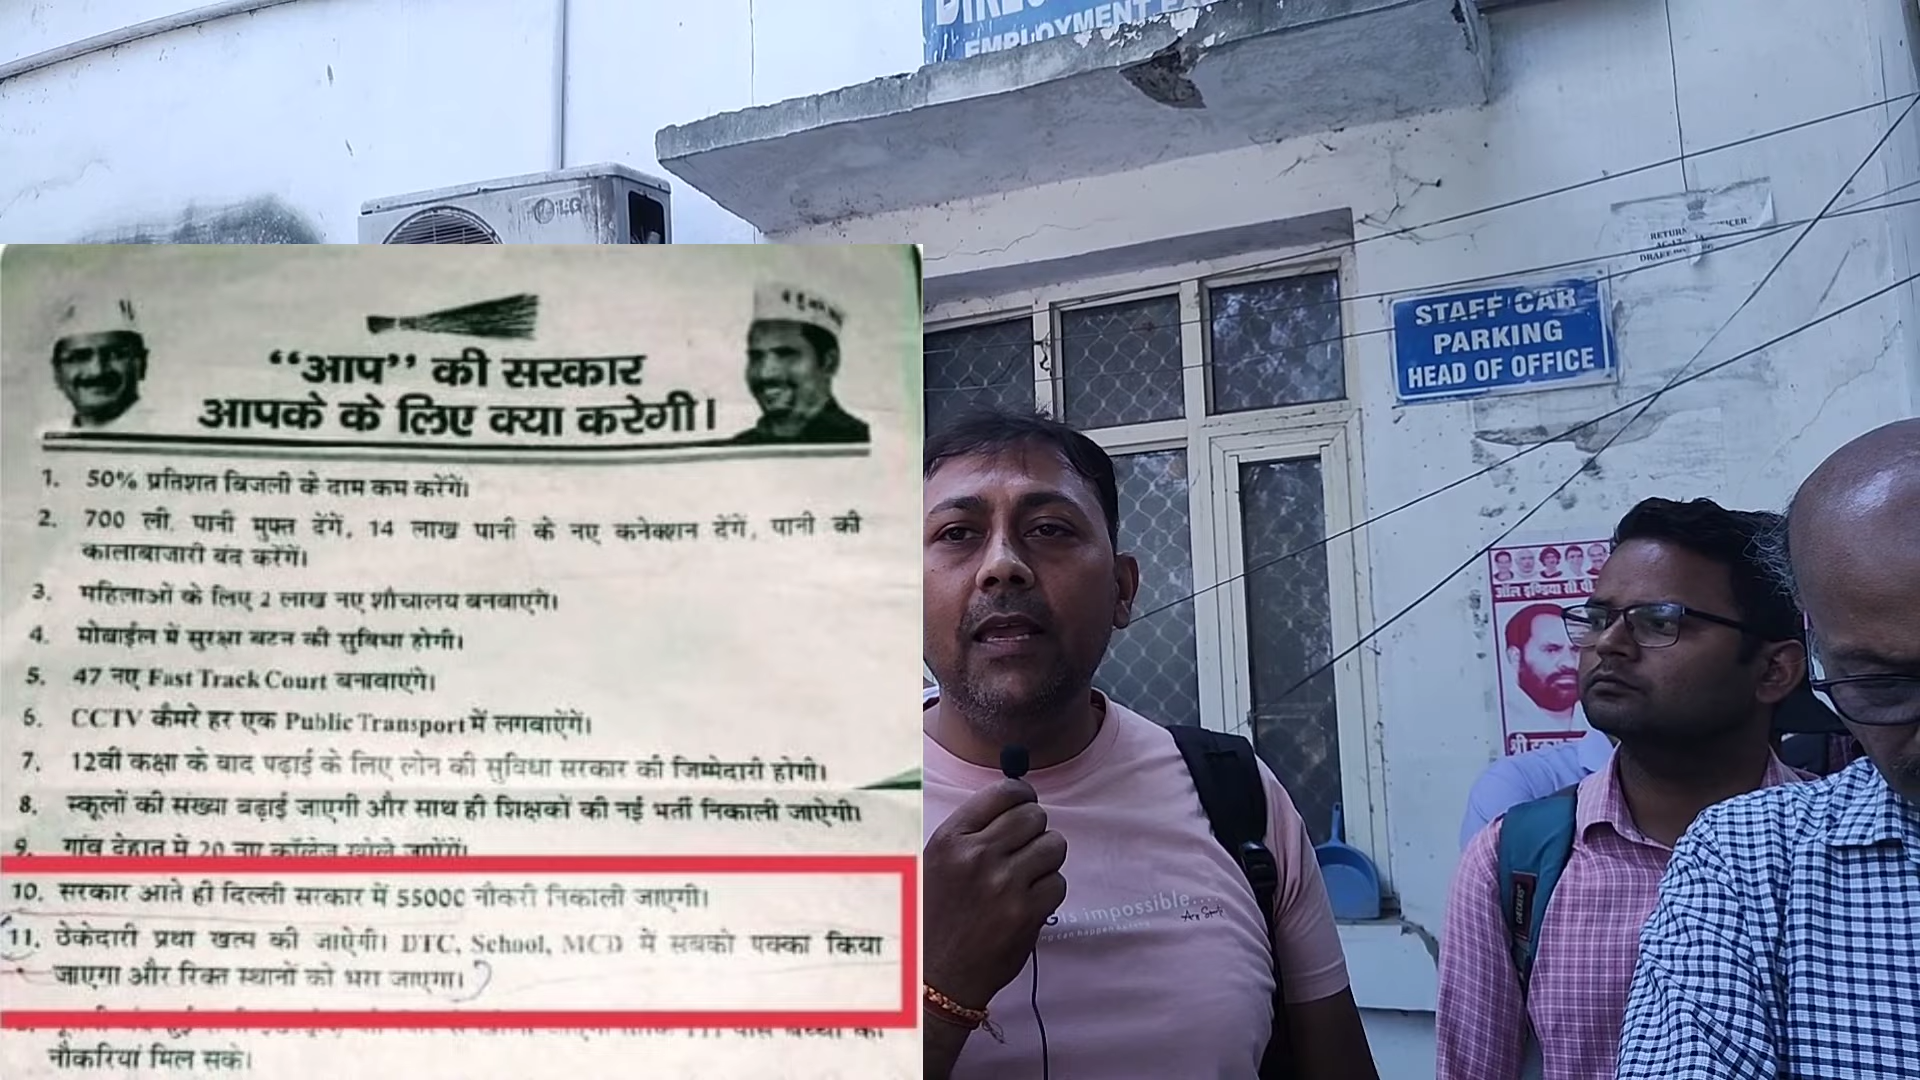 EMPLOYMENT
LG
"आप" की सरकार
आपके के लिए क्या करेगी।
1. 50% प्रतिशत बिजली के दाम कम करेंगें।
2. 700 ली. पानी मुफ्त देंगें, 14 लाख पानी के नए कनेक्शन देंगें, पानी की
कालाबाजारी बंद करेंगें।
3. महिलाओं के लिए 2 लाख नए शौचालय बनवाएंगे।
4. मोबाईल में सुरक्षा बटन की सुविधा होगी।
5. 47 नए Fast Track Court बनावाएंगे।
6. CCTV कैमरे हर एक Public Transport में लगवाऐंगें।
7. 12वी कक्षा के बाद पढ़ाई के लिए लोन की सुविधा सरकार की जिम्मेदारी होगी।
8. स्कूलों की संख्या बढ़ाई जाएगी और साथ ही शिक्षकों की नई भर्ती निकाली जाऐगी।
9. गांव देहात में 20 नए कॉलेज खोले जाऐंगें।
10. सरकार आते ही दिल्ली सरकार में 55000 नौकरी निकाली जाएगी।
11. ठेकेदारी प्रथा खत्म की जाऐगी। DTC, School, MCD में सबको पक्का किया
जाएगा और रिक्त स्थानों को भरा जाएगा।
नौकरियां मिल सके।
STAFF CAR
PARKING
HEAD OF OFFICE
ऑल इण्डिया
is impossible...